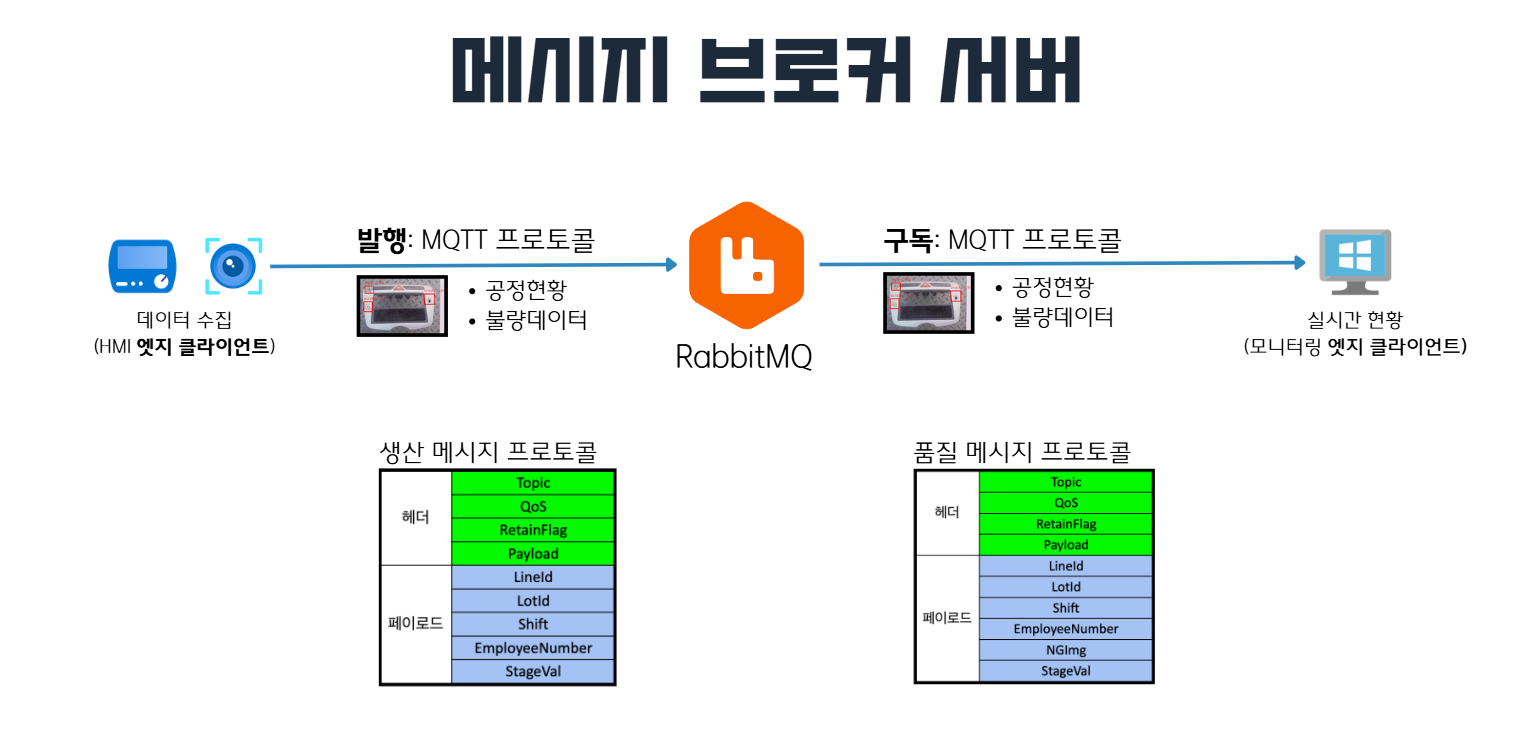 메시지 브로커 서버
발행: MQTT 프로토콜
• 공정현황
• 불량데이터
구독: MQTT 프로토콜
• 공정현황
• 불량데이터
데이터 수집
(HMI 엣지 클라이언트)
RabbitMQ
실시간 현황
(모니터링 엣지 클라이언트)
생산 메시지 프로토콜
헤더
Topic
QoS
RetainFlag
Payload
페이로드
LineId
LotId
Shift
EmployeeNumber
StageVal
품질 메시지 프로토콜
헤더
Topic
QoS
RetainFlag
Payload
페이로드
LineId
LotId
Shift
EmployeeNumber
NGImg
StageVal